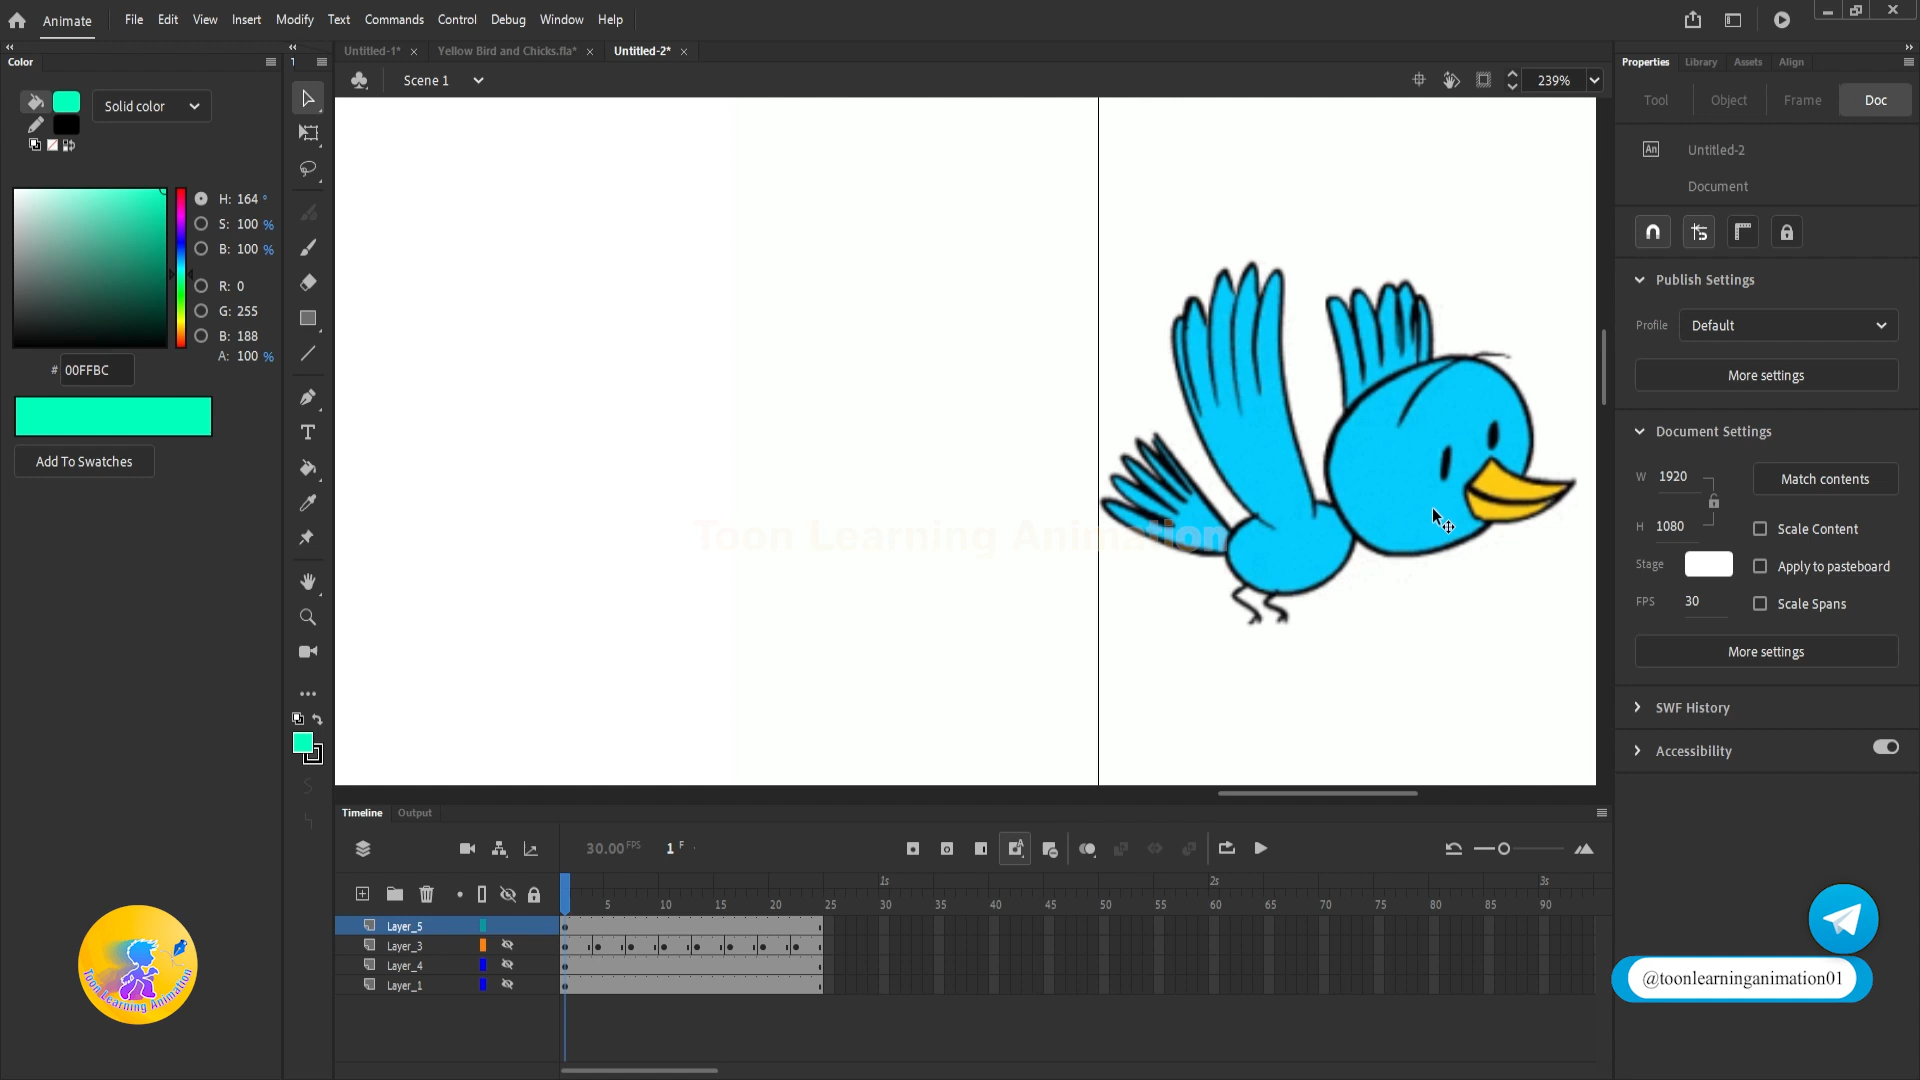 Animate File Edit View Insert Modify Text Commands Control Debug Window Help
Color
Untitled-1* Yellow Bird and Chicks.fla* Untitled-2*
Properties Library Assets Align
Solid color
Scene 1
239%
Tool Object Frame Doc
An Untitled-2
Document
H: 164 °
S: 100 %
B: 100 %
R: 0
G: 255
B: 188
A: 100 %
# 00FFBC
Add To Swatches
Publish Settings
Profile Default
More settings
Document Settings
W 1920 Match contents
H 1080 Scale Content
Stage Apply to pasteboard
FPS 30 Scale Spans
More settings
SWF History
Accessibility
Toon Learning Animation
Timeline Output
30.00 FPS 1 F
1s 2s 3s
5 10 15 20 25 30 35 40 45 50 55 60 65 70 75 80 85 90
Layer_5
Layer_3
Layer_4
Layer_1
Toon Learning Animation
@toonlearninganimation01